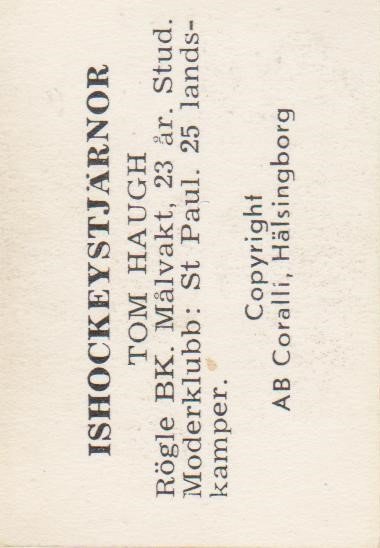 ISHOCKEYSTJÄRNOR
TOM HAUGH
Rögle BK. Målvakt, 23 år. Stud.
Moderklubb: St Paul. 25 lands-
kamper.
Copyright
AB Coralli, Hälsingborg